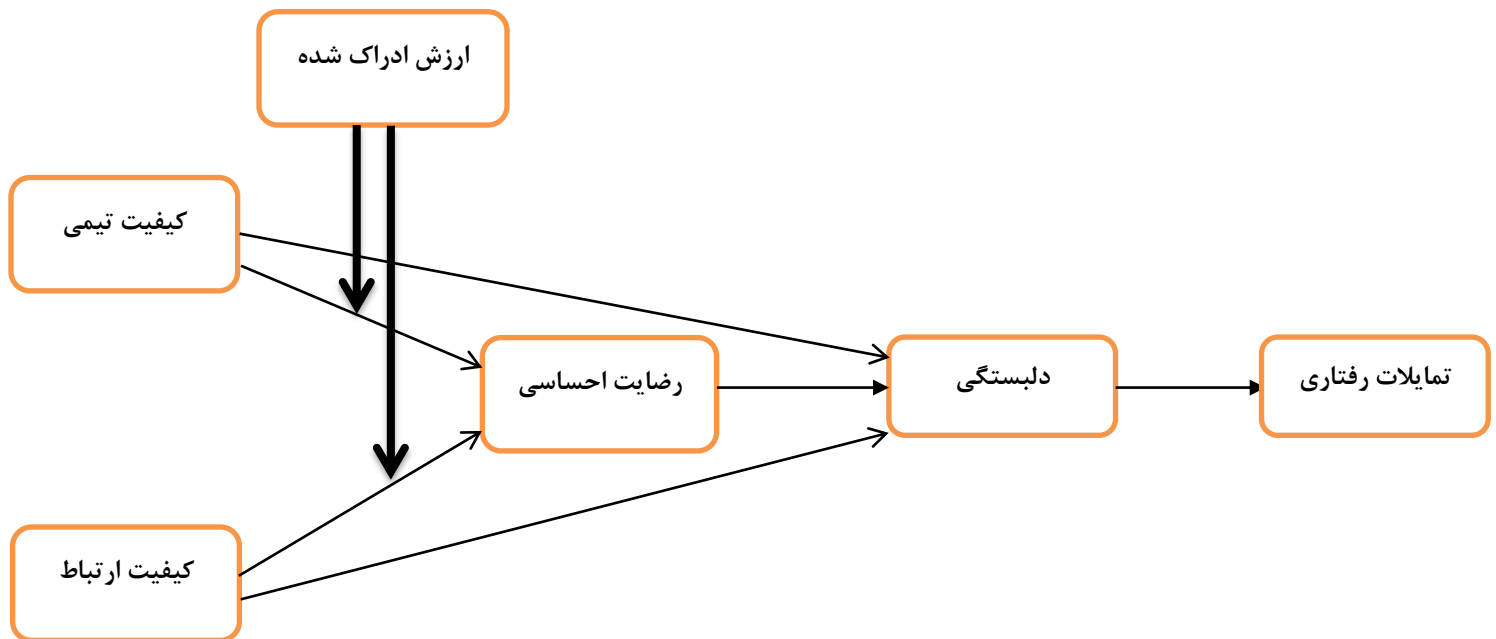 ارزش ادراک شده
کیفیت تیمی
رضایت احساسی
دلبستگی
تمایلات رفتاری
کیفیت ارتباط